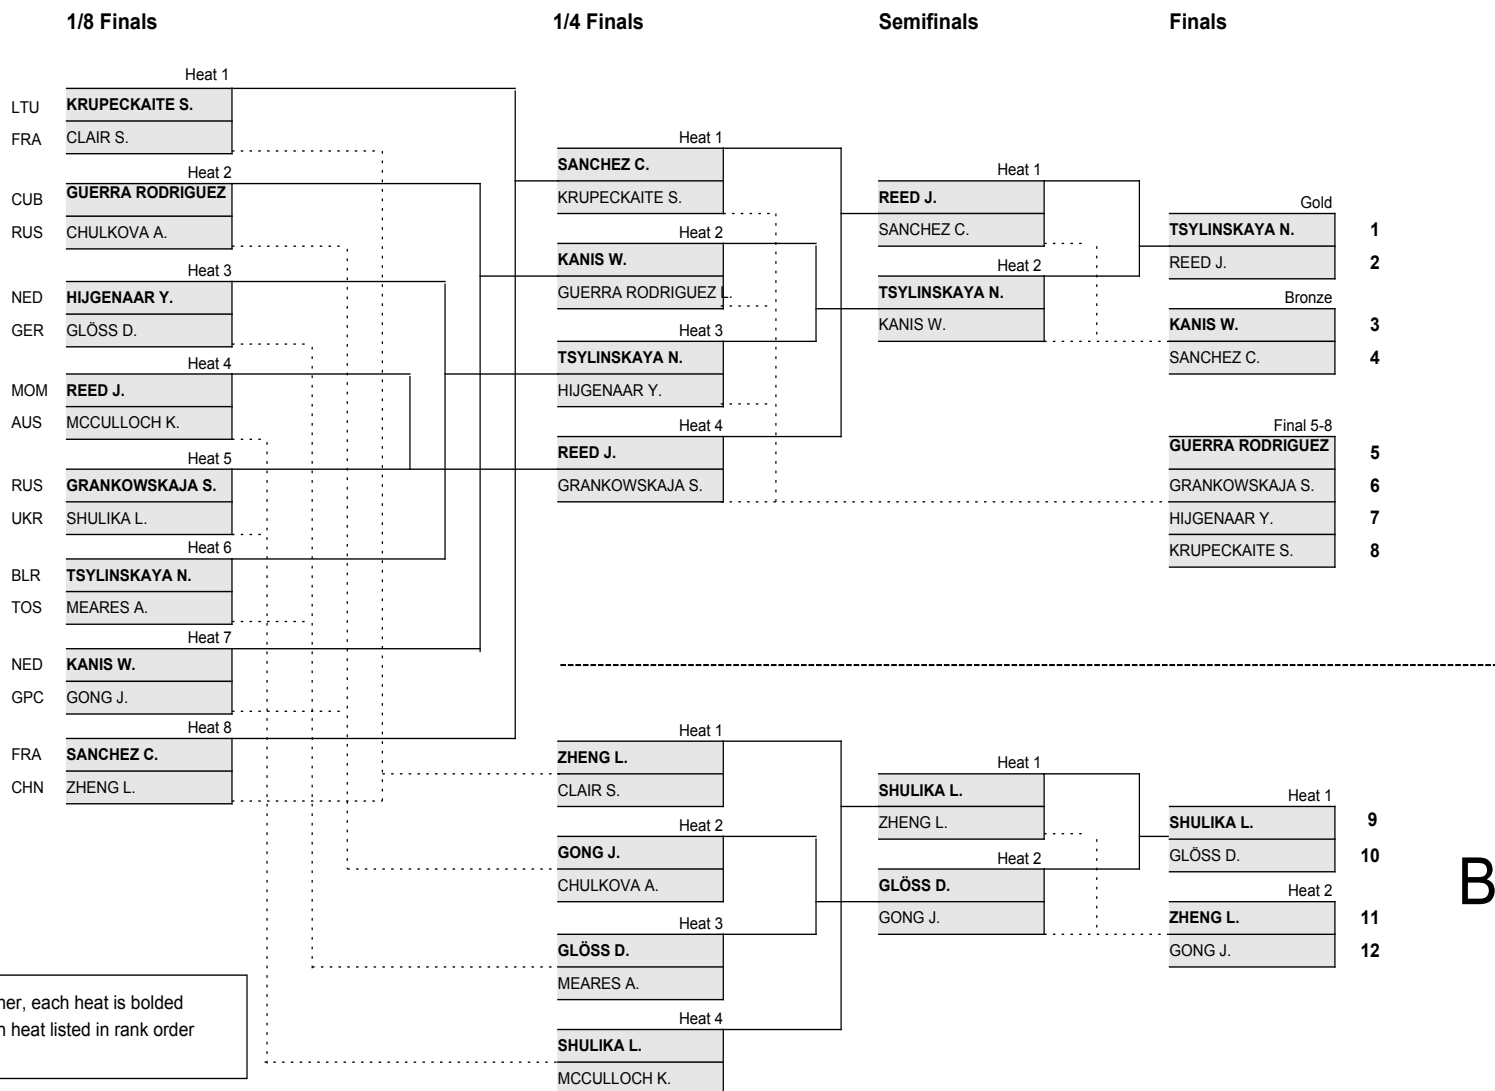 1/8 Finals
1/4 Finals
Semifinals
Finals
Heat 1
LTU KRUPECKAITE S.
FRA CLAIR S.
Heat 2
CUB GUERRA RODRIGUEZ
RUS CHULKOVA A.
Heat 3
NED HIJGENAAR Y.
GER GLÖSS D.
Heat 4
MOM REED J.
AUS MCCULLOCH K.
Heat 5
RUS GRANKOWSKAJA S.
UKR SHULIKA L.
Heat 6
BLR TSYLINSKAYA N.
TOS MEARES A.
Heat 7
NED KANIS W.
GPC GONG J.
Heat 8
FRA SANCHEZ C.
CHN ZHENG L.
Heat 1
SANCHEZ C.
KRUPECKAITE S.
Heat 2
KANIS W.
GUERRA RODRIGUEZ L.
Heat 3
TSYLINSKAYA N.
HIJGENAAR Y.
Heat 4
REED J.
GRANKOWSKAJA S.
Heat 1
REED J.
SANCHEZ C.
Heat 2
TSYLINSKAYA N.
KANIS W.
Gold
TSYLINSKAYA N. 1
REED J. 2
Bronze
KANIS W. 3
SANCHEZ C. 4
Final 5-8
GUERRA RODRIGUEZ 5
GRANKOWSKAJA S. 6
HIJGENAAR Y. 7
KRUPECKAITE S. 8
Heat 1
ZHENG L.
CLAIR S.
Heat 2
GONG J.
CHULKOVA A.
Heat 3
GLÖSS D.
MEARES A.
Heat 4
SHULIKA L.
MCCULLOCH K.
Heat 1
SHULIKA L.
ZHENG L.
Heat 2
GLÖSS D.
GONG J.
Heat 1
SHULIKA L. 9
GLÖSS D. 10
Heat 2
ZHENG L. 11
GONG J. 12
B
ner, each heat is bolded
heat listed in rank order